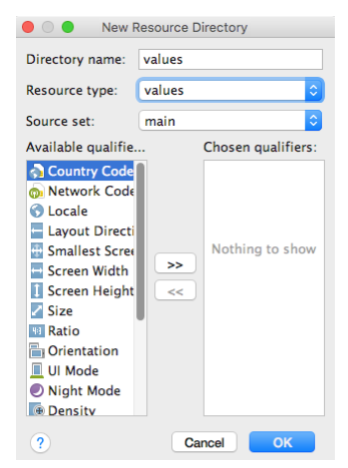 New Resource Directory
Directory name: values
Resource type: values
Source set: main
Available qualifie...
Chosen qualifiers:
Country Code
Network Code
Locale
Layout Directi
Smallest Scree
Screen Width
Screen Height
Size
Ratio
Orientation
UI Mode
Night Mode
Density
Nothing to show
>>
<<
?
Cancel
OK